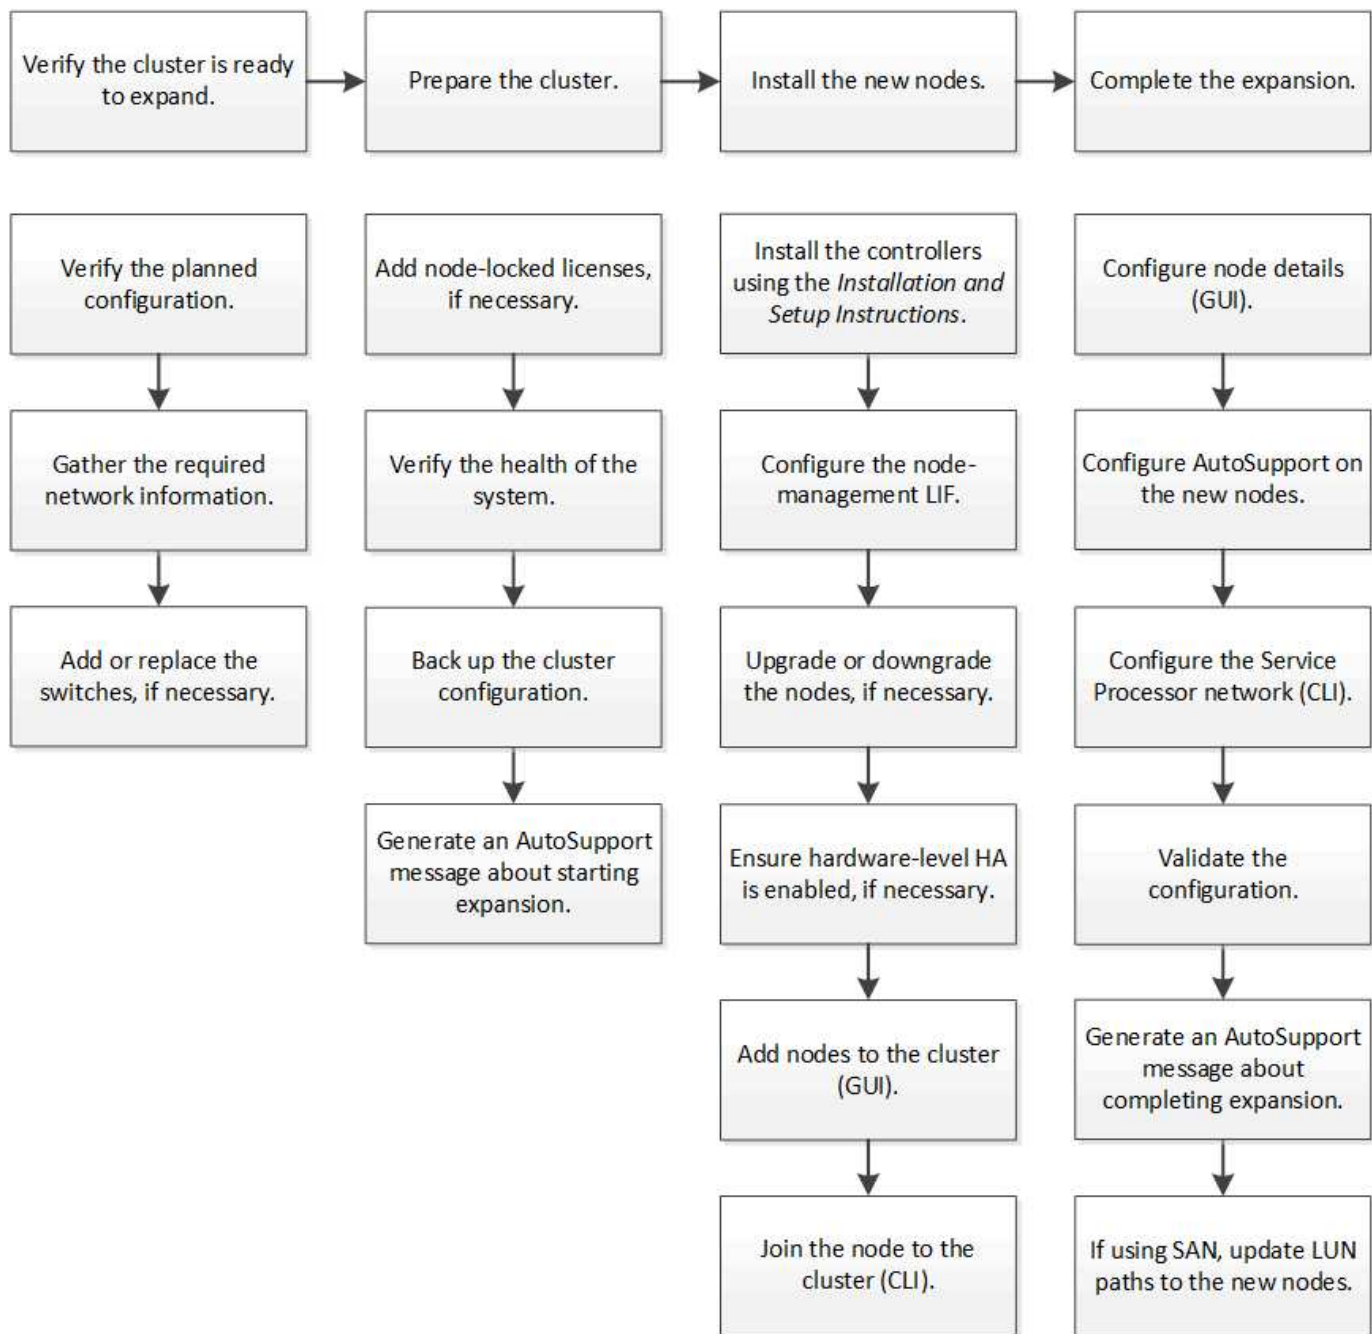 Verify the cluster is ready
to expand.
Prepare the cluster.
Install the new nodes.
Complete the expansion.
Verify the planned
configuration.
Gather the required
network information.
Add or replace the
switches, if necessary.
Add node-locked licenses,
if necessary.
Verify the health of the
system.
Back up the cluster
configuration.
Generate an AutoSupport
message about starting
expansion.
Install the controllers
using the Installation and
Setup Instructions.
Configure the node-
management LIF.
Upgrade or downgrade
the nodes, if necessary.
Ensure hardware-level HA
is enabled, if necessary.
Add nodes to the cluster
(GUI).
Join the node to the
cluster (CLI).
Configure node details
(GUI).
Configure AutoSupport on
the new nodes.
Configure the Service
Processor network (CLI).
Validate the
configuration.
Generate an AutoSupport
message about
completing expansion.
If using SAN, update LUN
paths to the new nodes.